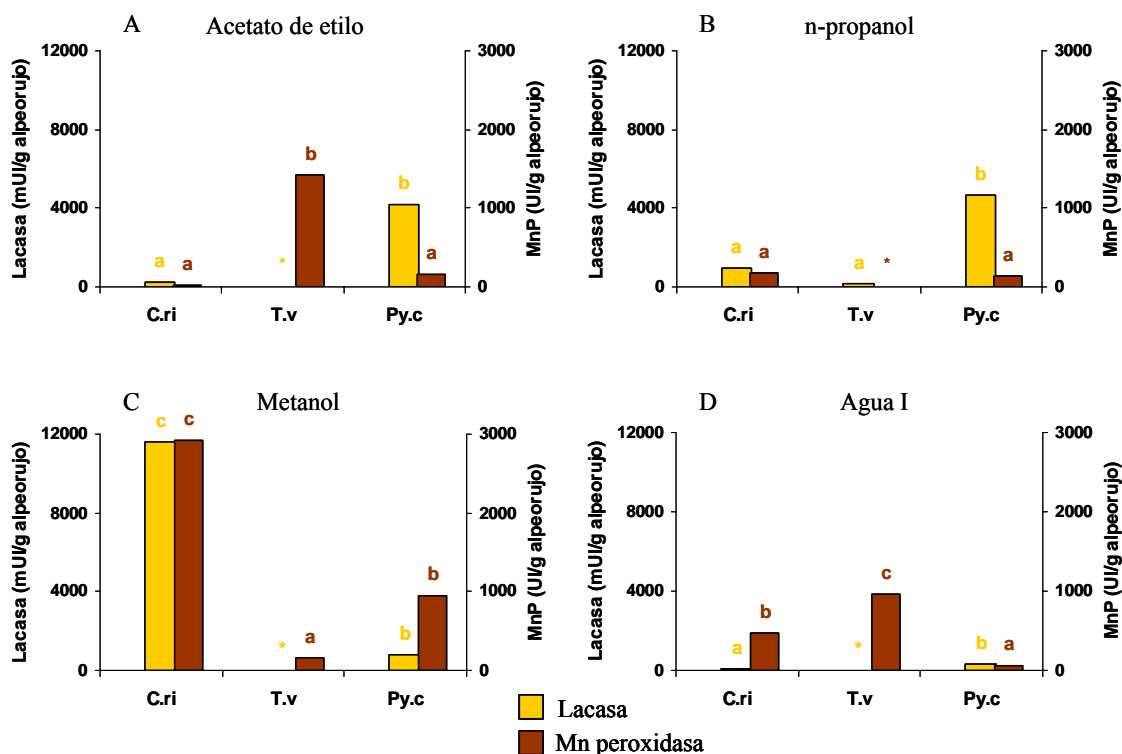 A Acetato de etilo
12000
8000
4000
0
Lacasa (mUI/g alpeorujo)
a a * b b a
3000
2000
1000
0
MnP (UI/g alpeorujo)
C.ri T.v Py.c
B n-propanol
12000
8000
4000
0
Lacasa (mUI/g alpeorujo)
a a a * b a
3000
2000
1000
0
MnP (UI/g alpeorujo)
C.ri T.v Py.c
C Metanol
12000
8000
4000
0
Lacasa (mUI/g alpeorujo)
c c * a b b
3000
2000
1000
0
MnP (UI/g alpeorujo)
C.ri T.v Py.c
D Agua I
12000
8000
4000
0
Lacasa (mUI/g alpeorujo)
a b * c b a
3000
2000
1000
0
MnP (UI/g alpeorujo)
C.ri T.v Py.c
Lacasa
Mn peroxidasa